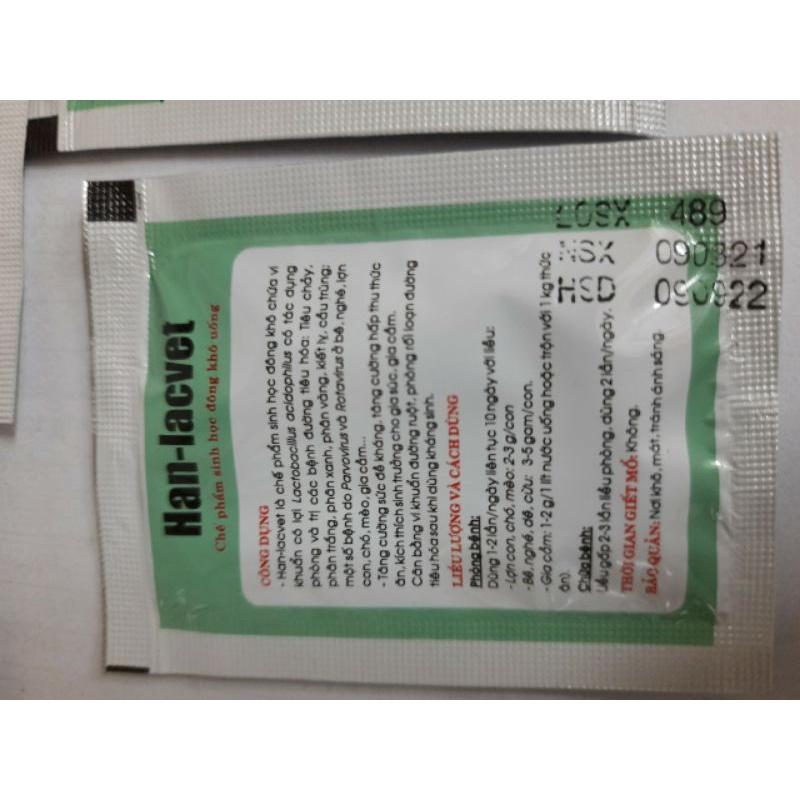 Han-lacvet
Chế phẩm sinh học đông khô uống
CÔNG DỤNG
- Han-lacvet là chế phẩm sinh học đông khô chứa vi
khuẩn có lợi Lactobacillus acidophilus có tác dụng
phòng và trị các bệnh đường tiêu hóa: Tiêu chảy,
phân trắng, phân xanh, phân vàng, kiết lỵ, cầu trùng;
một số bệnh do Parvovirus và Rotavirus ở bê, nghé, lợn
con, chó, mèo, gia cầm...
- Tăng cường sức đề kháng, tăng cường hấp thu thức
ăn, kích thích sinh trưởng cho gia súc, gia cầm.
Cân bằng vi khuẩn đường ruột, phòng rối loạn đường
tiêu hóa sau khi dùng kháng sinh.
LIỀU LƯỢNG VÀ CÁCH DÙNG
Phòng bệnh:
Dùng 1-2 lần/ngày liên tục 10 ngày với liều:
- Lợn con, chó, mèo: 2-3 g/con
- Bê, nghé, dê, cừu: 3-5 gam/con.
- Gia cầm: 1-2 g/1 lít nước uống hoặc trộn với 1 kg thức
ăn).
Chữa bệnh:
Liều gấp 2-3 lần liều phòng, dùng 2 lần/ngày.
THỜI GIAN GIẾT MỔ: Không.
BẢO QUẢN: Nơi khô, mát, tránh ánh sáng.
LOSX 489
NSX 090321
HSD 090922